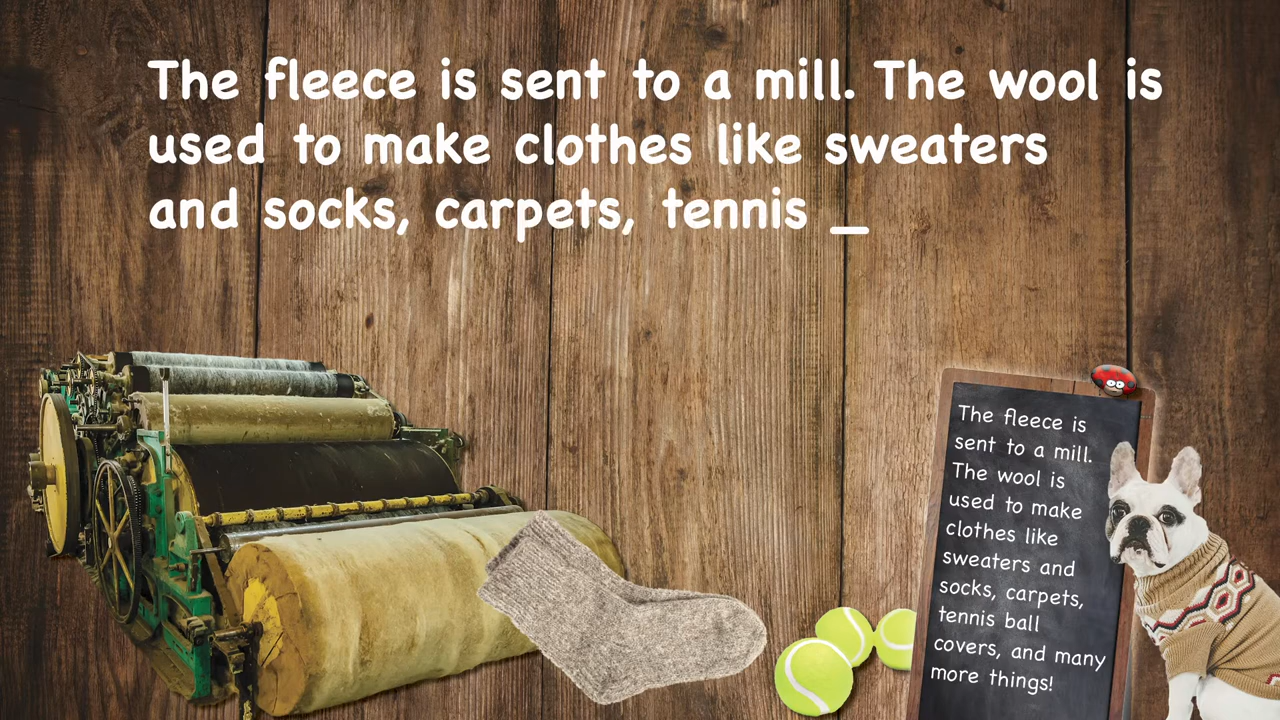 The fleece is sent to a mill. The wool is
used to make clothes like sweaters
and socks, carpets, tennis _
The fleece is
sent to a mill.
The wool is
used to make
clothes like
sweaters and
socks, carpets,
tennis ball
covers, and many
more things!